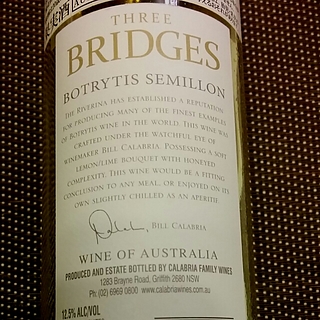 THREE
BRIDGES
BOTRYTIS SEMILLON
THE RIVERINA HAS ESTABLISHED A REPUTATION
FOR PRODUCING MANY OF THE FINEST EXAMPLES
OF BOTRYTIS WINE IN THE WORLD. THIS WINE WAS
CRAFTED UNDER THE WATCHFUL EYE OF
WINEMAKER BILL CALABRIA. POSSESSING A SOFT
LEMON/LIME BOUQUET WITH HONEYED
COMPLEXITY. THIS WINE WOULD BE A FITTING
CONCLUSION TO ANY MEAL, OR ENJOYED ON ITS
OWN SLIGHTLY CHILLED AS AN APERITIF.
BILL CALABRIA
WINE OF AUSTRALIA
PRODUCED AND ESTATE BOTTLED BY CALABRIA FAMILY WINES
1283 Brayne Road, Griffith 2680 NSW
Ph: (02) 6969 0800 www.calabriawines.com.au
12.5% ALC/VOL